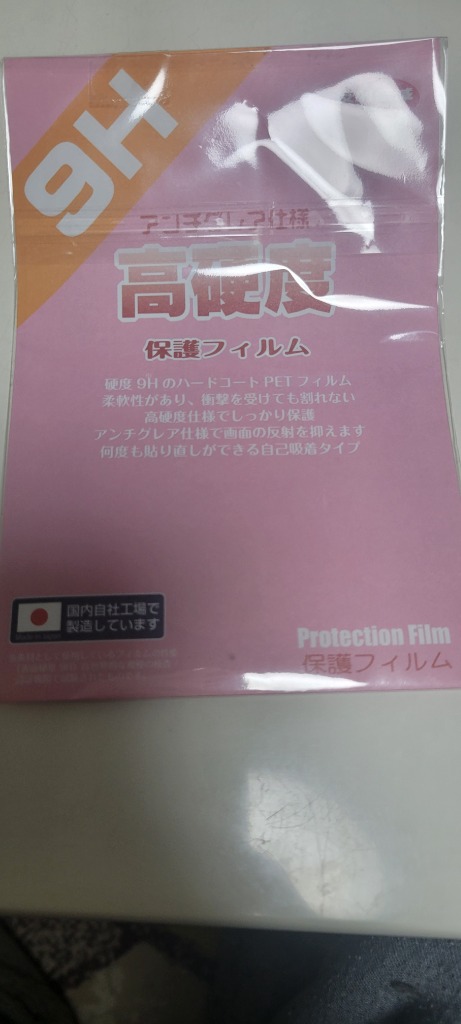 9H
アンチグレア仕様
高硬度
保護フィルム
硬度 9H のハードコート PET フィルム
柔軟性があり、衝撃を受けても割れない
高硬度仕様でしっかり保護
アンチグレア仕様で画面の反射を抑えます
何度も貼り直しができる自己吸着タイプ
国内自社工場で
製造しています
Made in Japan
Protection Film
保護フィルム